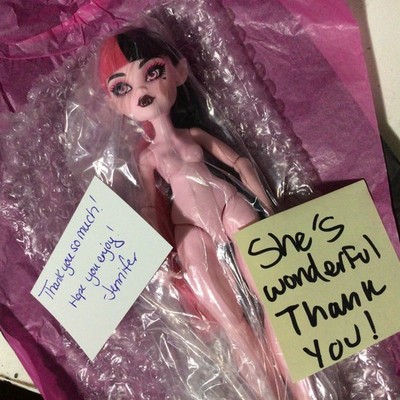 Thank you so much!
Hope you enjoy!
Jennifer
She's
wonderful
Thank
You!